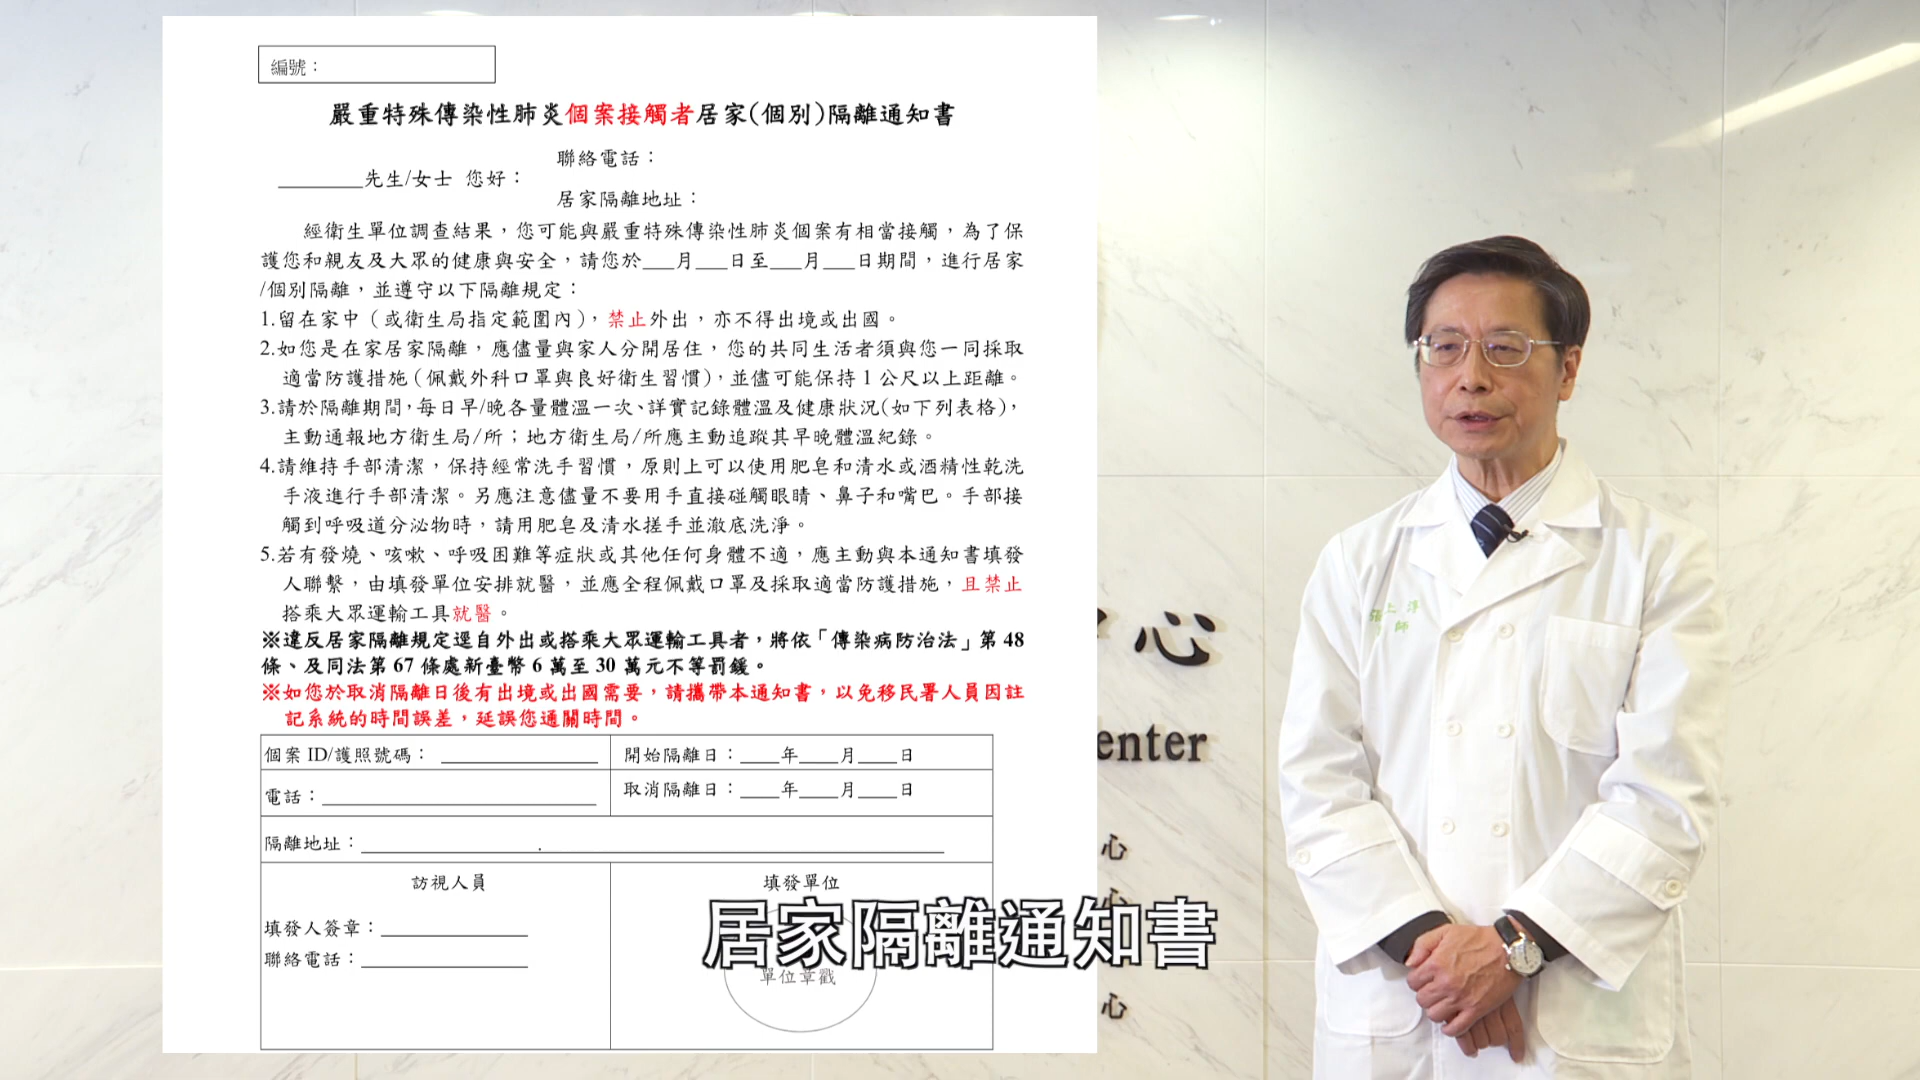 編號：
嚴重特殊傳染性肺炎個案接觸者居家(個別)隔離通知書
聯絡電話：
________先生/女士 您好：
居家隔離地址：
經衛生單位調查結果，您可能與嚴重特殊傳染性肺炎個案有相當接觸，為了保
護您和親友及大眾的健康與安全，請您於___月___日至___月___日期間，進行居家
/個別隔離，並遵守以下隔離規定：
1.留在家中（或衛生局指定範圍內），禁止外出，亦不得出境或出國。
2.如您是在家居家隔離，應儘量與家人分開居住，您的共同生活者須與您一同採取
適當防護措施（佩戴外科口罩與良好衛生習慣），並儘可能保持 1 公尺以上距離。
3.請於隔離期間，每日早/晚各量體溫一次、詳實記錄體溫及健康狀況（如下列表格），
主動通報地方衛生局/所；地方衛生局/所應主動追蹤其早晚體溫紀錄。
4.請維持手部清潔，保持經常洗手習慣，原則上可以使用肥皂和清水或酒精性乾洗
手液進行手部清潔。另應注意儘量不要用手直接碰觸眼睛、鼻子和嘴巴。手部接
觸到呼吸道分泌物時，請用肥皂及清水搓手並澈底洗淨。
5.若有發燒、咳嗽、呼吸困難等症狀或其他任何身體不適，應主動與本通知書填發
人聯繫，由填發單位安排就醫，並應全程佩戴口罩及採取適當防護措施，且禁止
搭乘大眾運輸工具就醫。
※違反居家隔離規定逕自外出或搭乘大眾運輸工具者，將依「傳染病防治法」第 48
條、及同法第 67 條處新臺幣 6 萬至 30 萬元不等罰鍰。
※如您於取消隔離日後有出境或出國需要，請攜帶本通知書，以免移民署人員因註
記系統的時間誤差，延誤您通關時間。
個案 ID/護照號碼：
開始隔離日：____年____月____日
電話：
取消隔離日：____年____月____日
隔離地址：
訪視人員
填發單位
填發人簽章：
聯絡電話：
單位章戳
居家隔離通知書
張上淳
醫師
中心
enter
心
心
心